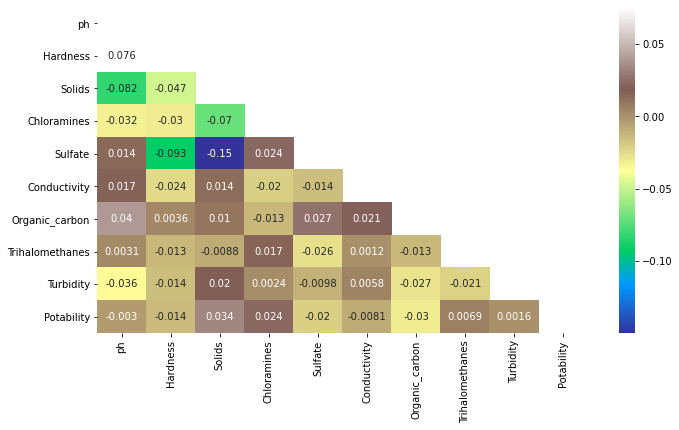 ph
Hardness 0.076
Solids -0.082 -0.047
Chloramines -0.032 -0.03 -0.07
Sulfate 0.014 -0.093 -0.15 0.024
Conductivity 0.017 -0.024 0.014 -0.02 -0.014
Organic_carbon 0.04 0.0036 0.01 -0.013 0.027 0.021
Trihalomethanes 0.0031 -0.013 -0.0088 0.017 -0.026 0.0012 -0.013
Turbidity -0.036 -0.014 0.02 0.0024 -0.0098 0.0058 -0.027 -0.021
Potability -0.003 -0.014 0.034 0.024 -0.02 -0.0081 -0.03 0.0069 0.0016
ph Hardness Solids Chloramines Sulfate Conductivity Organic_carbon Trihalomethanes Turbidity Potability
0.05
0.00
-0.05
-0.10